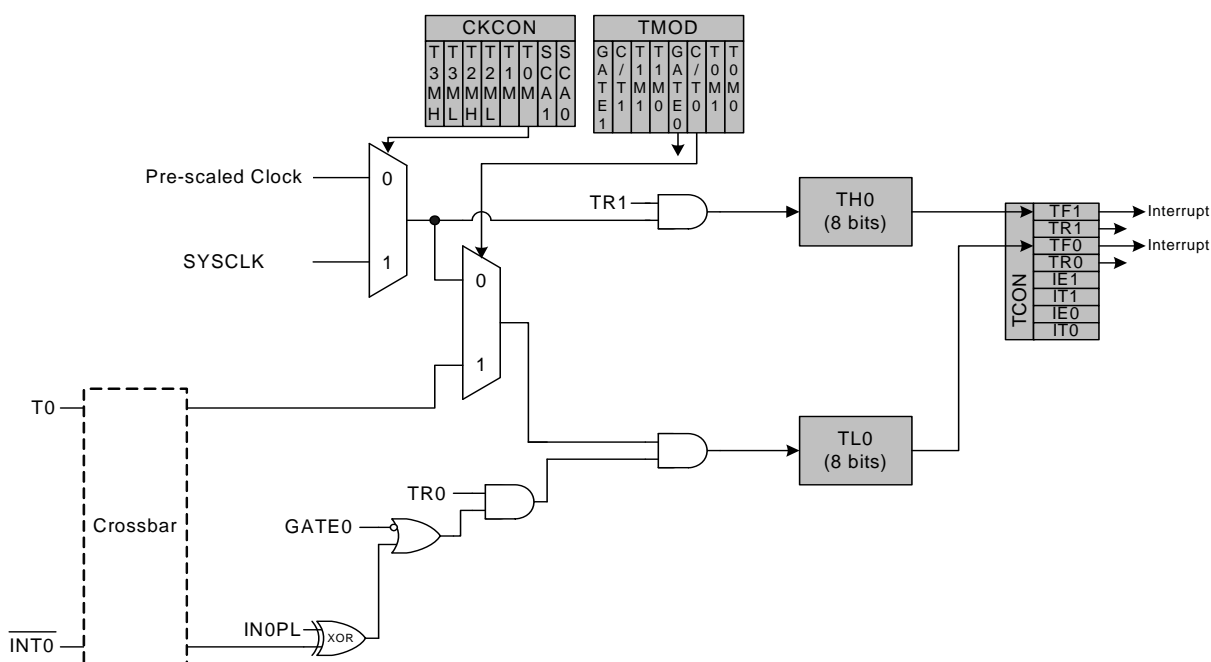 CKCON
T3MH T3ML T2MH T2ML T1M T0M SCA1 SCA0
TMOD
GATE1 C/T1 T1M1 T1M0 GATE0 C/T0 T0M1 T0M0
Pre-scaled Clock
0
SYSCLK
1
TR1
TH0
(8 bits)
TCON
TF1
TR1
TF0
TR0
IE1
IT1
IE0
IT0
Interrupt
Interrupt
0
1
T0
Crossbar
TL0
(8 bits)
TR0
GATE0
IN0PL
XOR
INT0